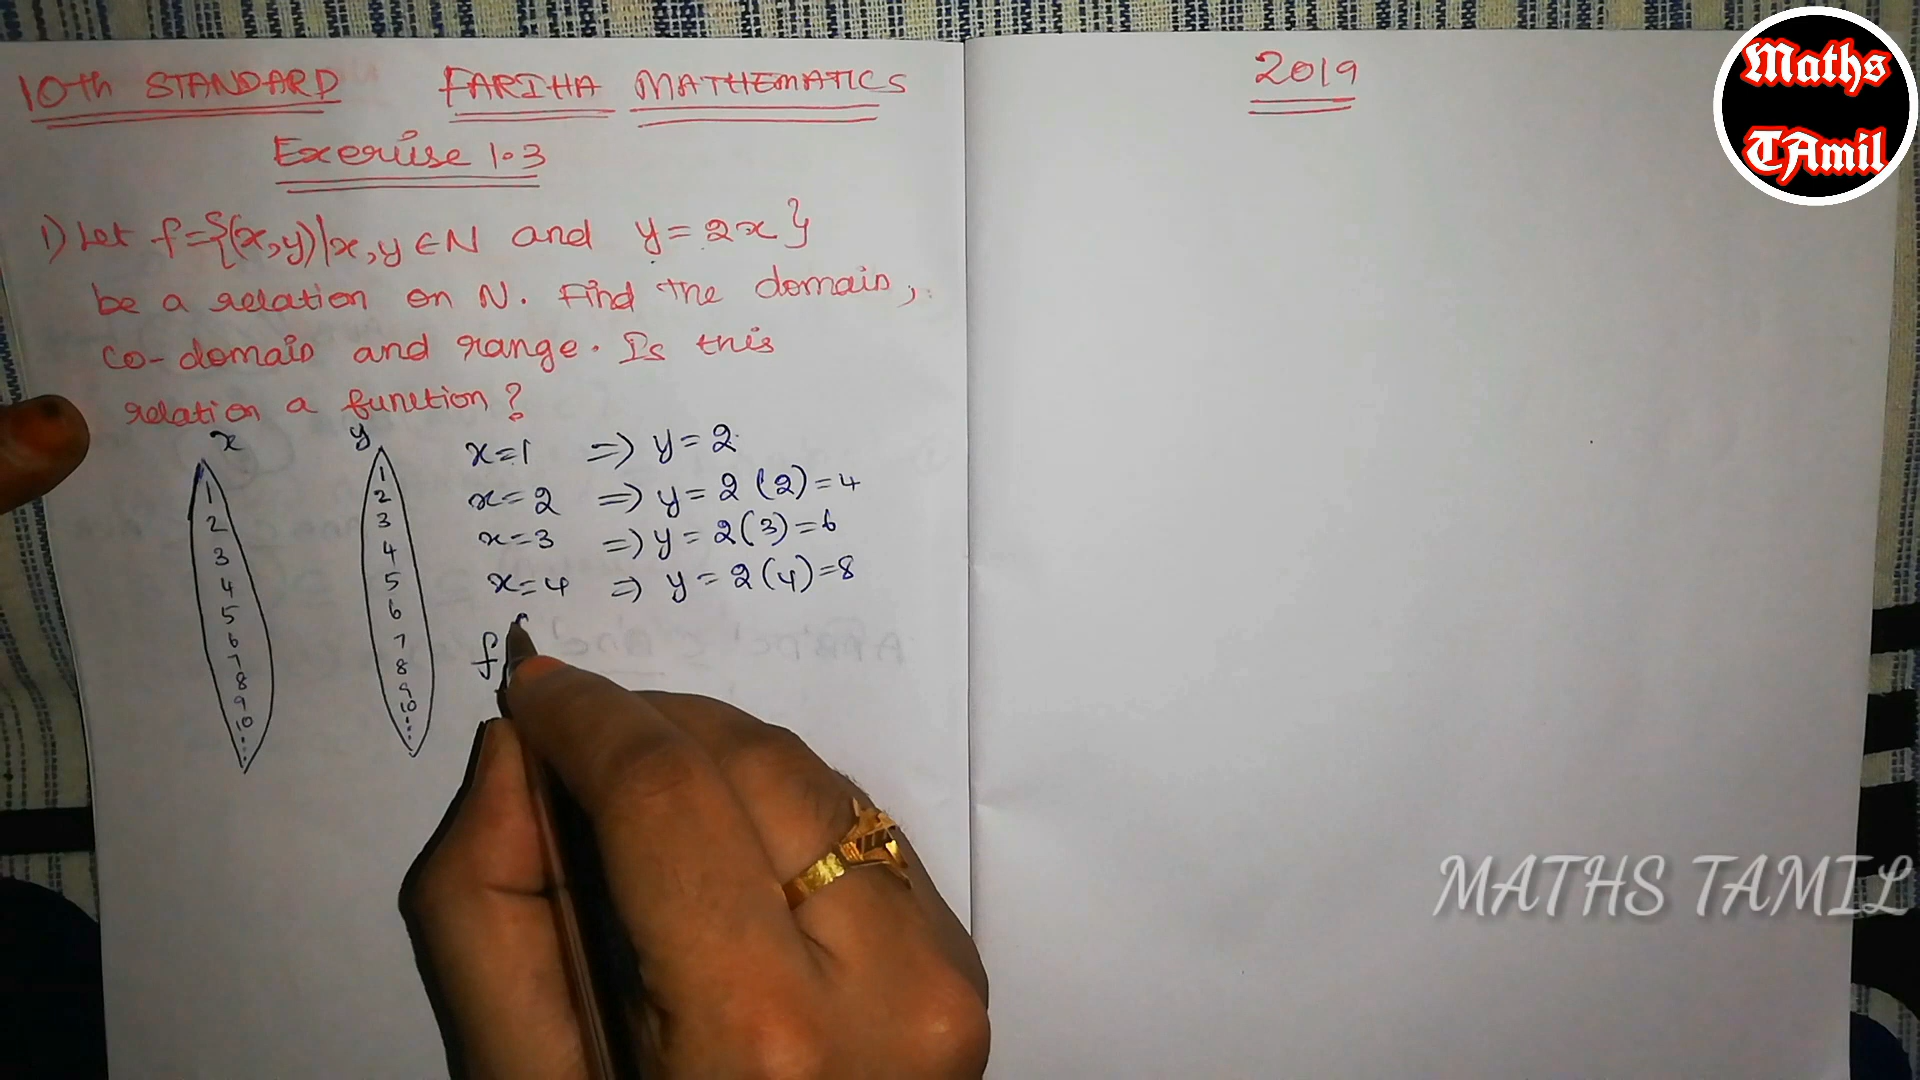 10th STANDARD FARIHA MATHEMATICS
Exercise 1.3
1) Let f={(x,y)|x,y∈N and y=2x}
be a relation on N. Find the domain,
co-domain and range. Is this
relation a function?
x y
1
2
3
4
5
6
7
8
9
10
⋮
1
2
3
4
5
6
7
8
9
10
⋮
x=1 => y=2
x=2 => y=2(2)=4
x=3 => y=2(3)=6
x=4 => y=2(4)=8
f
2019
Maths
TAmil
MATHS TAMIL